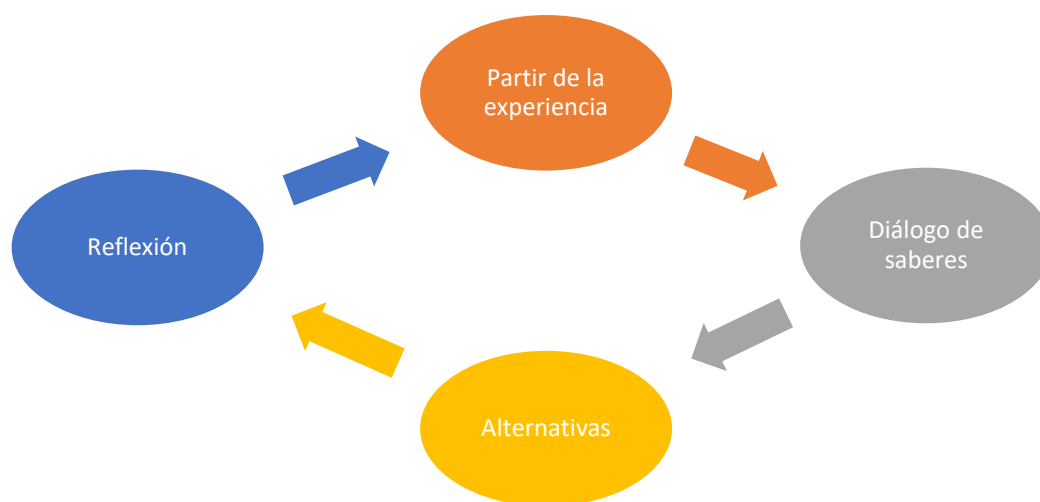 Partir de la
experiencia
Diálogo de
saberes
Alternativas
Reflexión